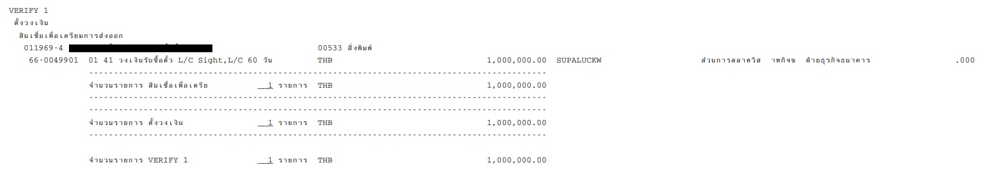 VERIFY 1
ตั้งวงเงิน
สินเชื่อเพื่อเตรียมการส่งออก
011969-4 00533 สิ่งพิมพ์
66-0049901 01 41 วงเงินรับซื้อตั๋ว L/C Sight,L/C 60 วัน THB 1,000,000.00 SUPALUCKW ส่วนการตลาดวิส าหกิจข ฝ่ายธุรกิจธนาคาร .000
--------------------------------------------------------------------------------------------
จำนวนรายการ สินเชื่อเพื่อเตรีย __1 รายการ THB 1,000,000.00
--------------------------------------------------------------------------------------------
--------------------------------------------------------------------------------------------
จำนวนรายการ ตั้งวงเงิน __1 รายการ THB 1,000,000.00
--------------------------------------------------------------------------------------------
จำนวนรายการ VERIFY 1 __1 รายการ THB 1,000,000.00